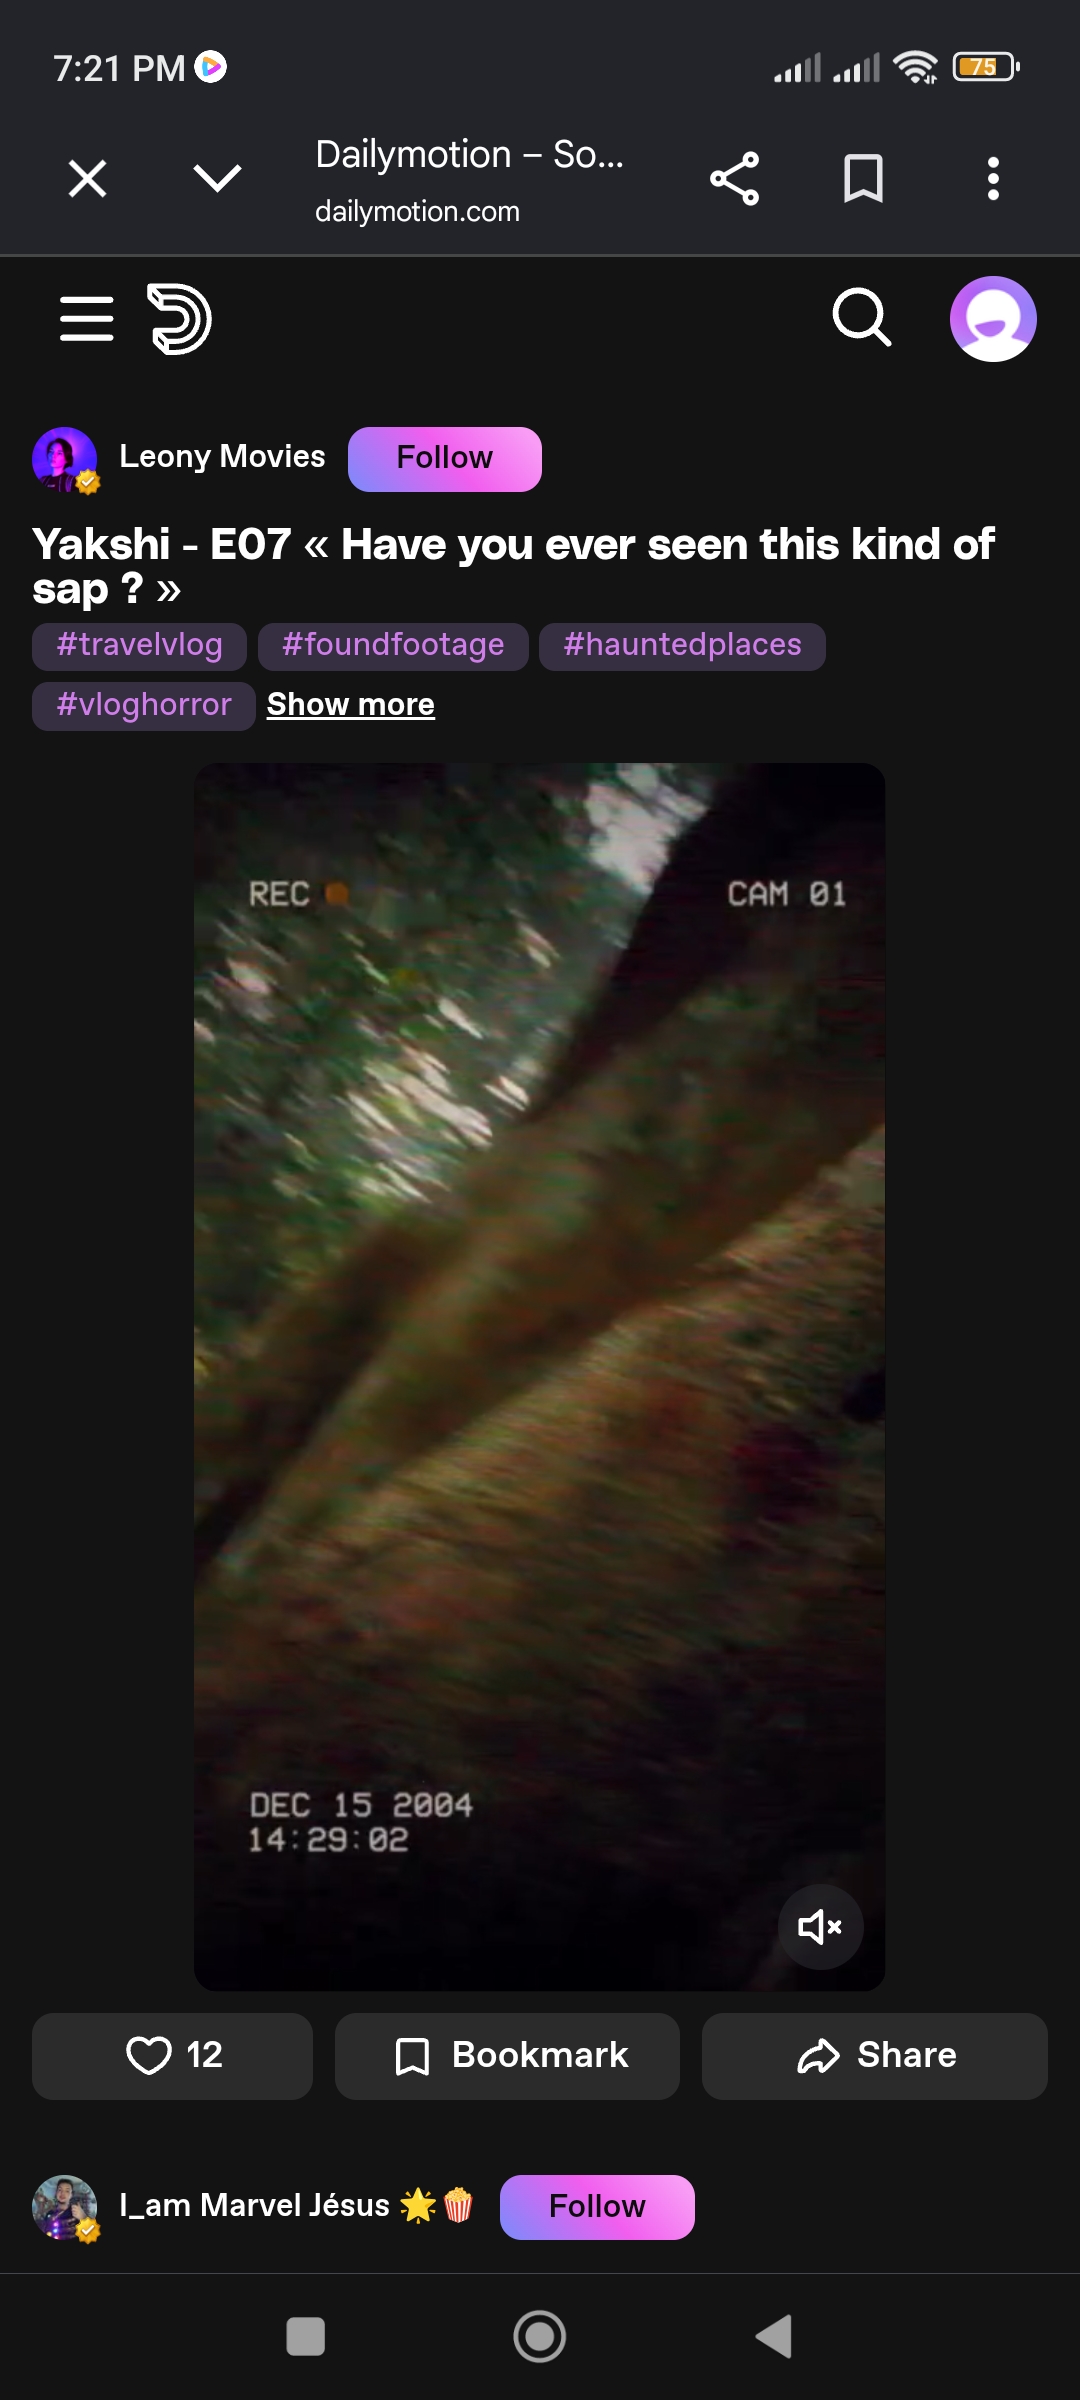 7:21 PM
75
Dailymotion – So...
dailymotion.com
Leony Movies
Follow
Yakshi - E07 « Have you ever seen this kind of
sap ? »
#travelvlog #foundfootage #hauntedplaces
#vloghorror Show more
REC CAM 01
DEC 15 2004
14:29:02
12 Bookmark Share
I_am Marvel Jésus 🌟🍿 Follow